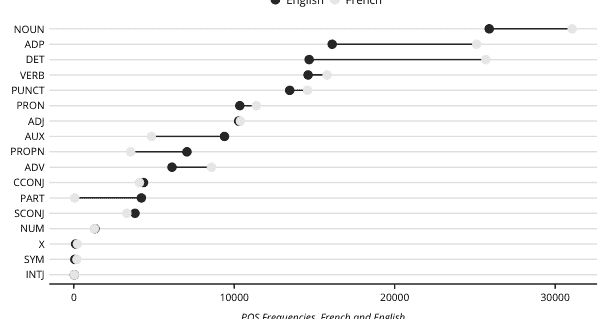 English French
NOUN
ADP
DET
VERB
PUNCT
PRON
ADJ
AUX
PROPN
ADV
CCONJ
PART
SCONJ
NUM
X
SYM
INTJ
0 10000 20000 30000
POS Frequencies, French and English